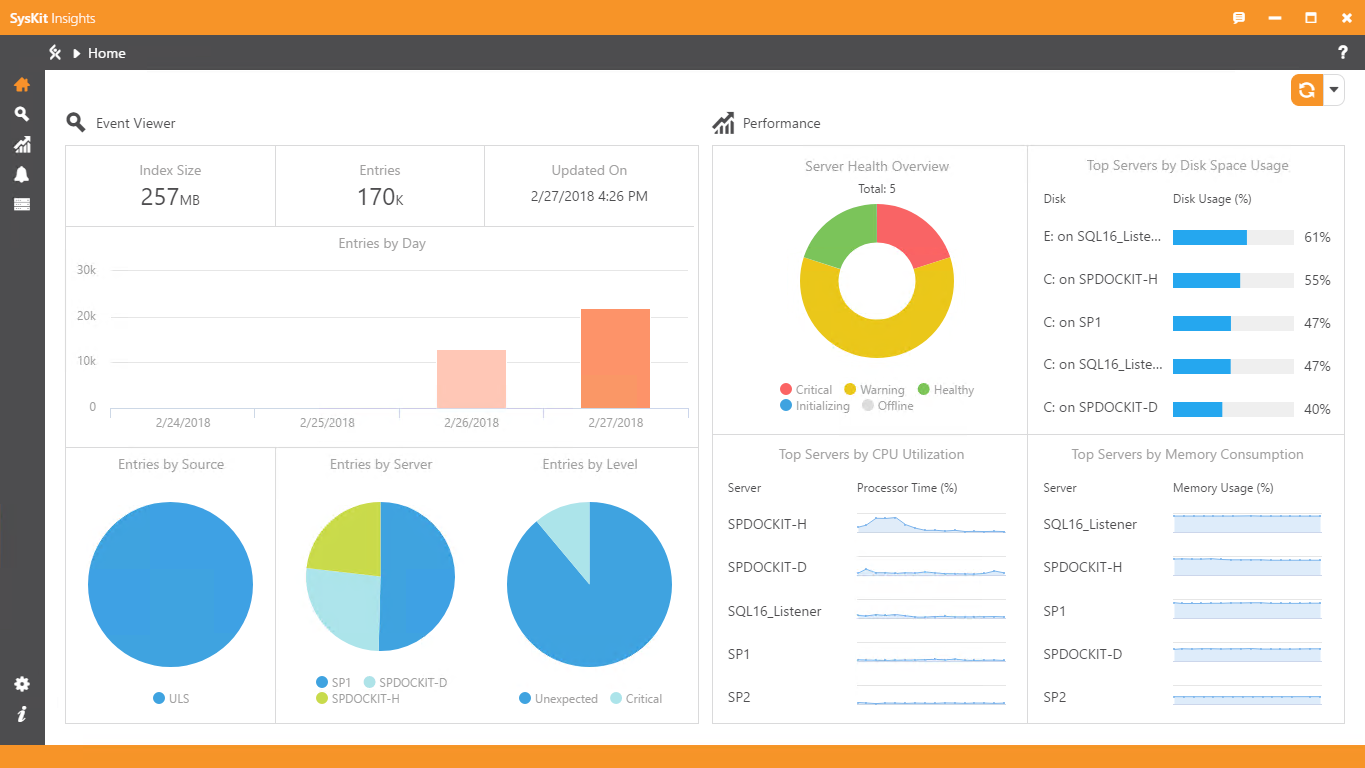 SysKit Insights
Home
?
Event Viewer
Index Size
257MB
Entries
170K
Updated On
2/27/2018 4:26 PM
Entries by Day
30k
20k
10k
0
2/24/2018 2/25/2018 2/26/2018 2/27/2018
Entries by Source
ULS
Entries by Server
SP1 SPDOCKIT-D
SPDOCKIT-H
Entries by Level
Unexpected Critical
Performance
Server Health Overview
Total: 5
Critical Warning Healthy
Initializing Offline
Top Servers by Disk Space Usage
Disk Disk Usage (%)
E: on SQL16_Liste... 61%
C: on SPDOCKIT-H 55%
C: on SP1 47%
C: on SQL16_Liste... 47%
C: on SPDOCKIT-D 40%
Top Servers by CPU Utilization
Server Processor Time (%)
SPDOCKIT-H
SPDOCKIT-D
SQL16_Listener
SP1
SP2
Top Servers by Memory Consumption
Server Memory Usage (%)
SQL16_Listener
SPDOCKIT-H
SP1
SPDOCKIT-D
SP2